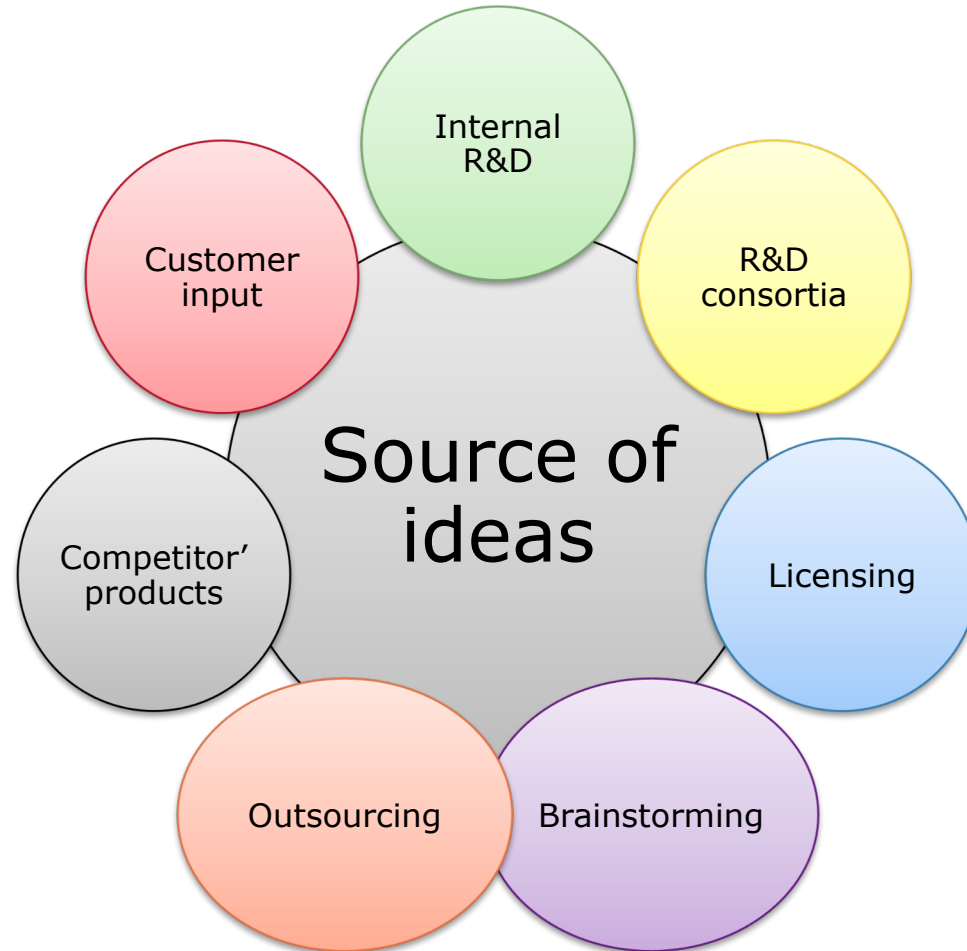 Internal
R&D
Customer
input
R&D
consortia
Source of
ideas
Competitor’
products
Licensing
Outsourcing
Brainstorming